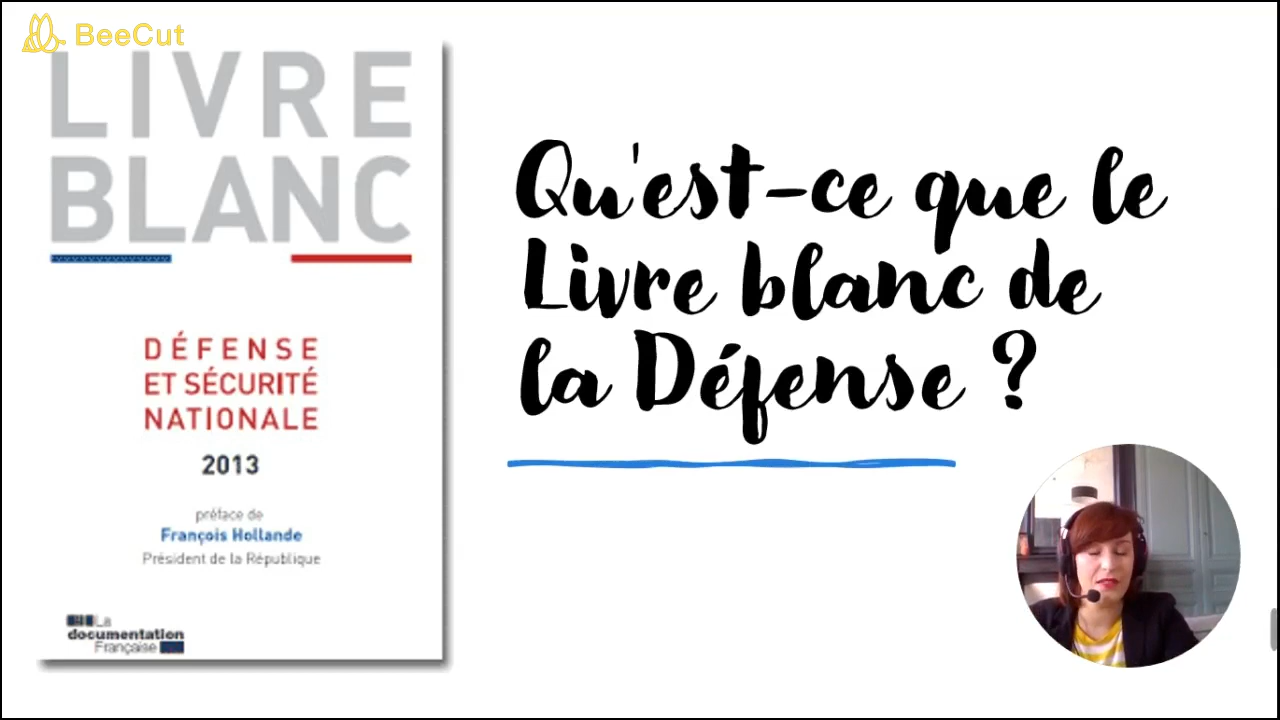 BeeCut
LIVRE
BLANC
DÉFENSE
ET SÉCURITÉ
NATIONALE
2013
préface de
François Hollande
Président de la République
La
documentation
Française
Qu'est-ce que le
Livre blanc de
la Défense ?